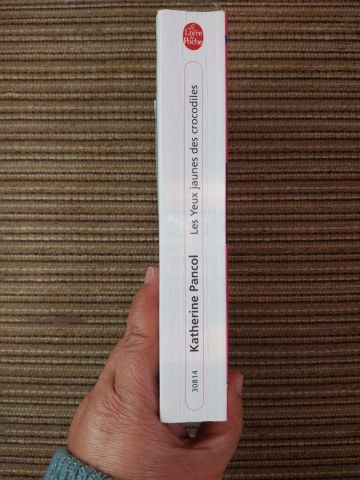 Le
Livre
de
Poche
Les Yeux jaunes des crocodiles
Katherine Pancol
30814